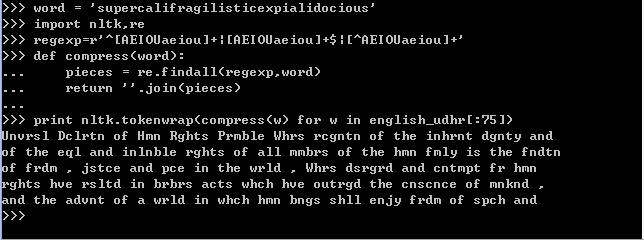 >>> word = 'supercalifragilisticexpialidocious'
>>> import nltk,re
>>> regexp=r'^[AEIOUaeiou]+|[AEIOUaeiou]+$|[^AEIOUaeiou]+'
>>> def compress(word):
...     pieces = re.findall(regexp,word)
...     return ''.join(pieces)
...
>>> print nltk.tokenwrap(compress(w) for w in english_udhr[:75])
Unvrsl Dclrtn of Hmn Rghts Prmble Whrs rcgntn of the inhrnt dgnty and
of the eql and inlnble rghts of all mmbrs of the hmn fmly is the fndtn
of frdm , jstce and pce in the wrld , Whrs dsrgrd and cntmpt fr hmn
rghts hve rsltd in brbrs acts whch hve outrgd the cnscnce of mnknd ,
and the advnt of a wrld in whch hmn bngs shll enjy frdm of spch and
>>>